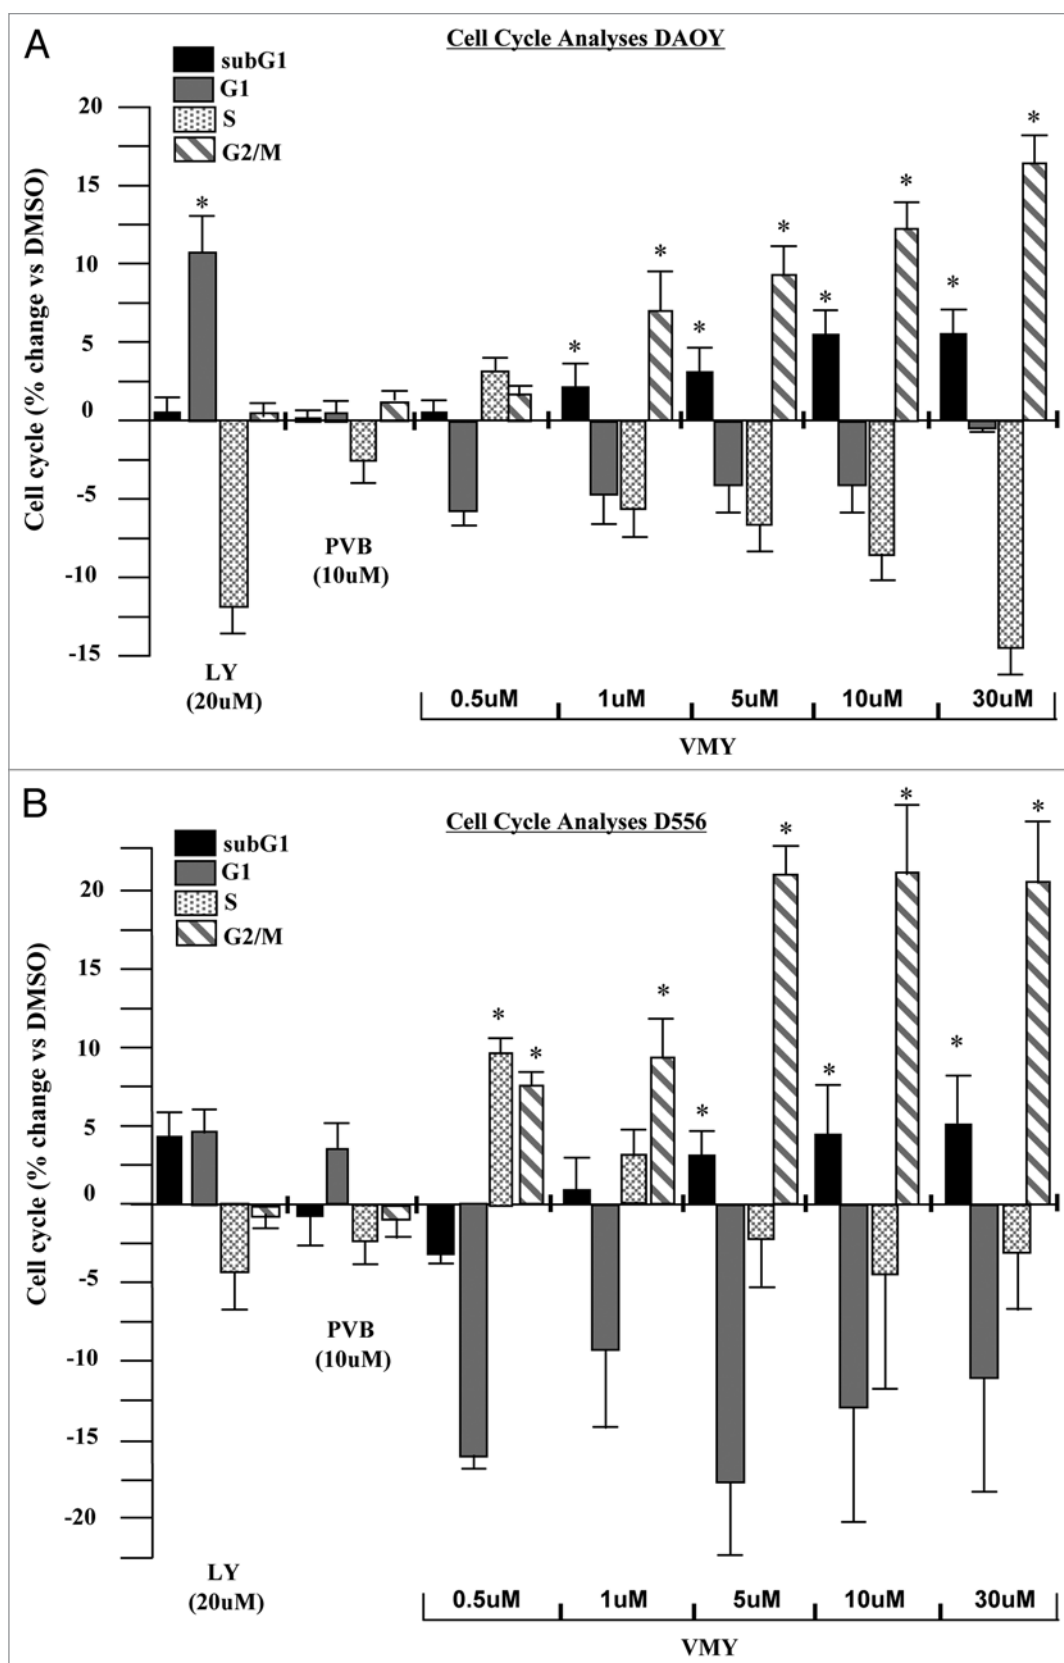 A
Cell Cycle Analyses DAOY
subG1
G1
S
G2/M
Cell cycle (% change vs DMSO)
20
15
10
5
0
-5
-10
-15
*
*
*
*
*
*
*
*
*
LY
(20uM)
PVB
(10uM)
0.5uM 1uM 5uM 10uM 30uM
VMY
B
Cell Cycle Analyses D556
subG1
G1
S
G2/M
Cell cycle (% change vs DMSO)
20
15
10
5
0
-5
-10
-15
-20
*
*
*
*
*
*
*
*
*
LY
(20uM)
PVB
(10uM)
0.5uM 1uM 5uM 10uM 30uM
VMY